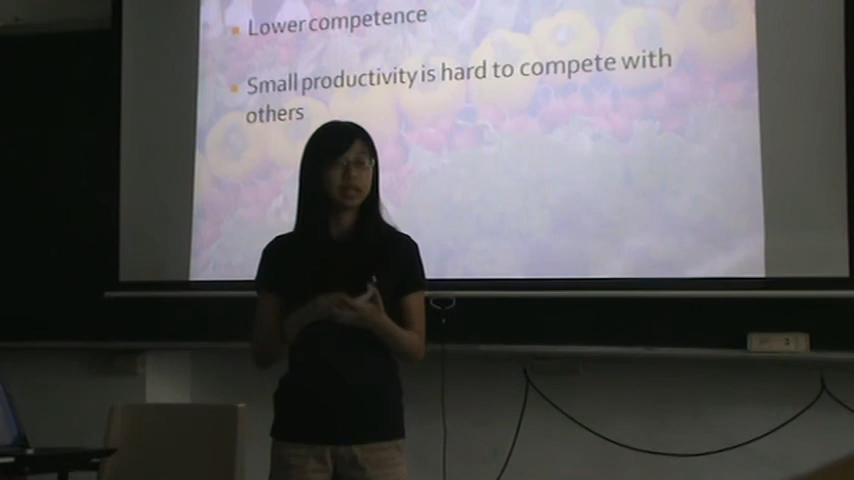 Lower competence
Small productivity is hard to compete with
others